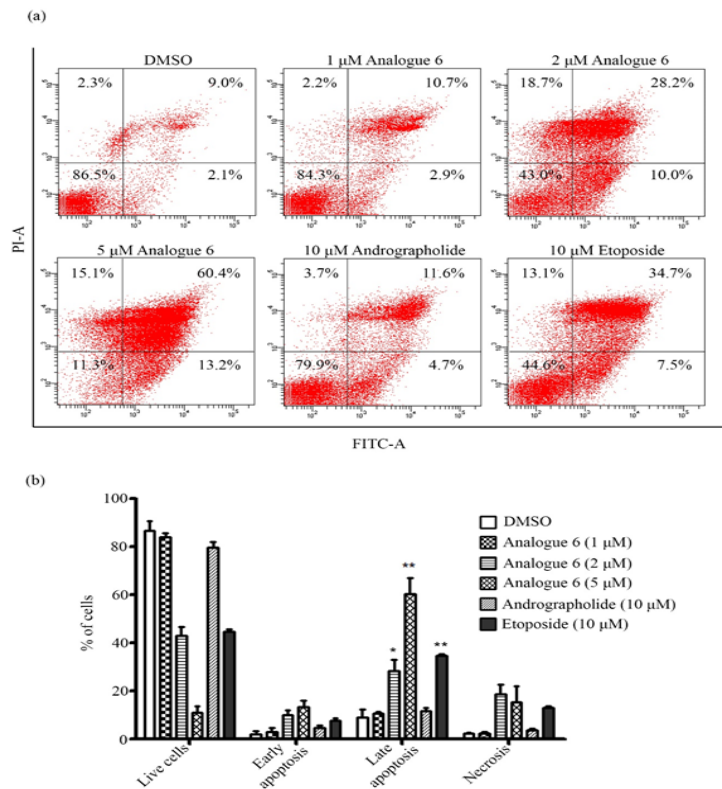 (a)
DMSO
1 μM Analogue 6
2 μM Analogue 6
2.3%
9.0%
2.2%
10.7%
18.7%
28.2%
86.5%
2.1%
84.3%
2.9%
43.0%
10.0%
5 μM Analogue 6
10 μM Andrographolide
10 μM Etoposide
15.1%
60.4%
3.7%
11.6%
13.1%
34.7%
11.3%
13.2%
79.9%
4.7%
44.6%
7.5%
PI-A
FITC-A
(b)
% of cells
100
80
60
40
20
0
*
**
**
DMSO
Analogue 6 (1 μM)
Analogue 6 (2 μM)
Analogue 6 (5 μM)
Andrographolide (10 μM)
Etoposide (10 μM)
Live cells
Early
apoptosis
Late
apoptosis
Necrosis